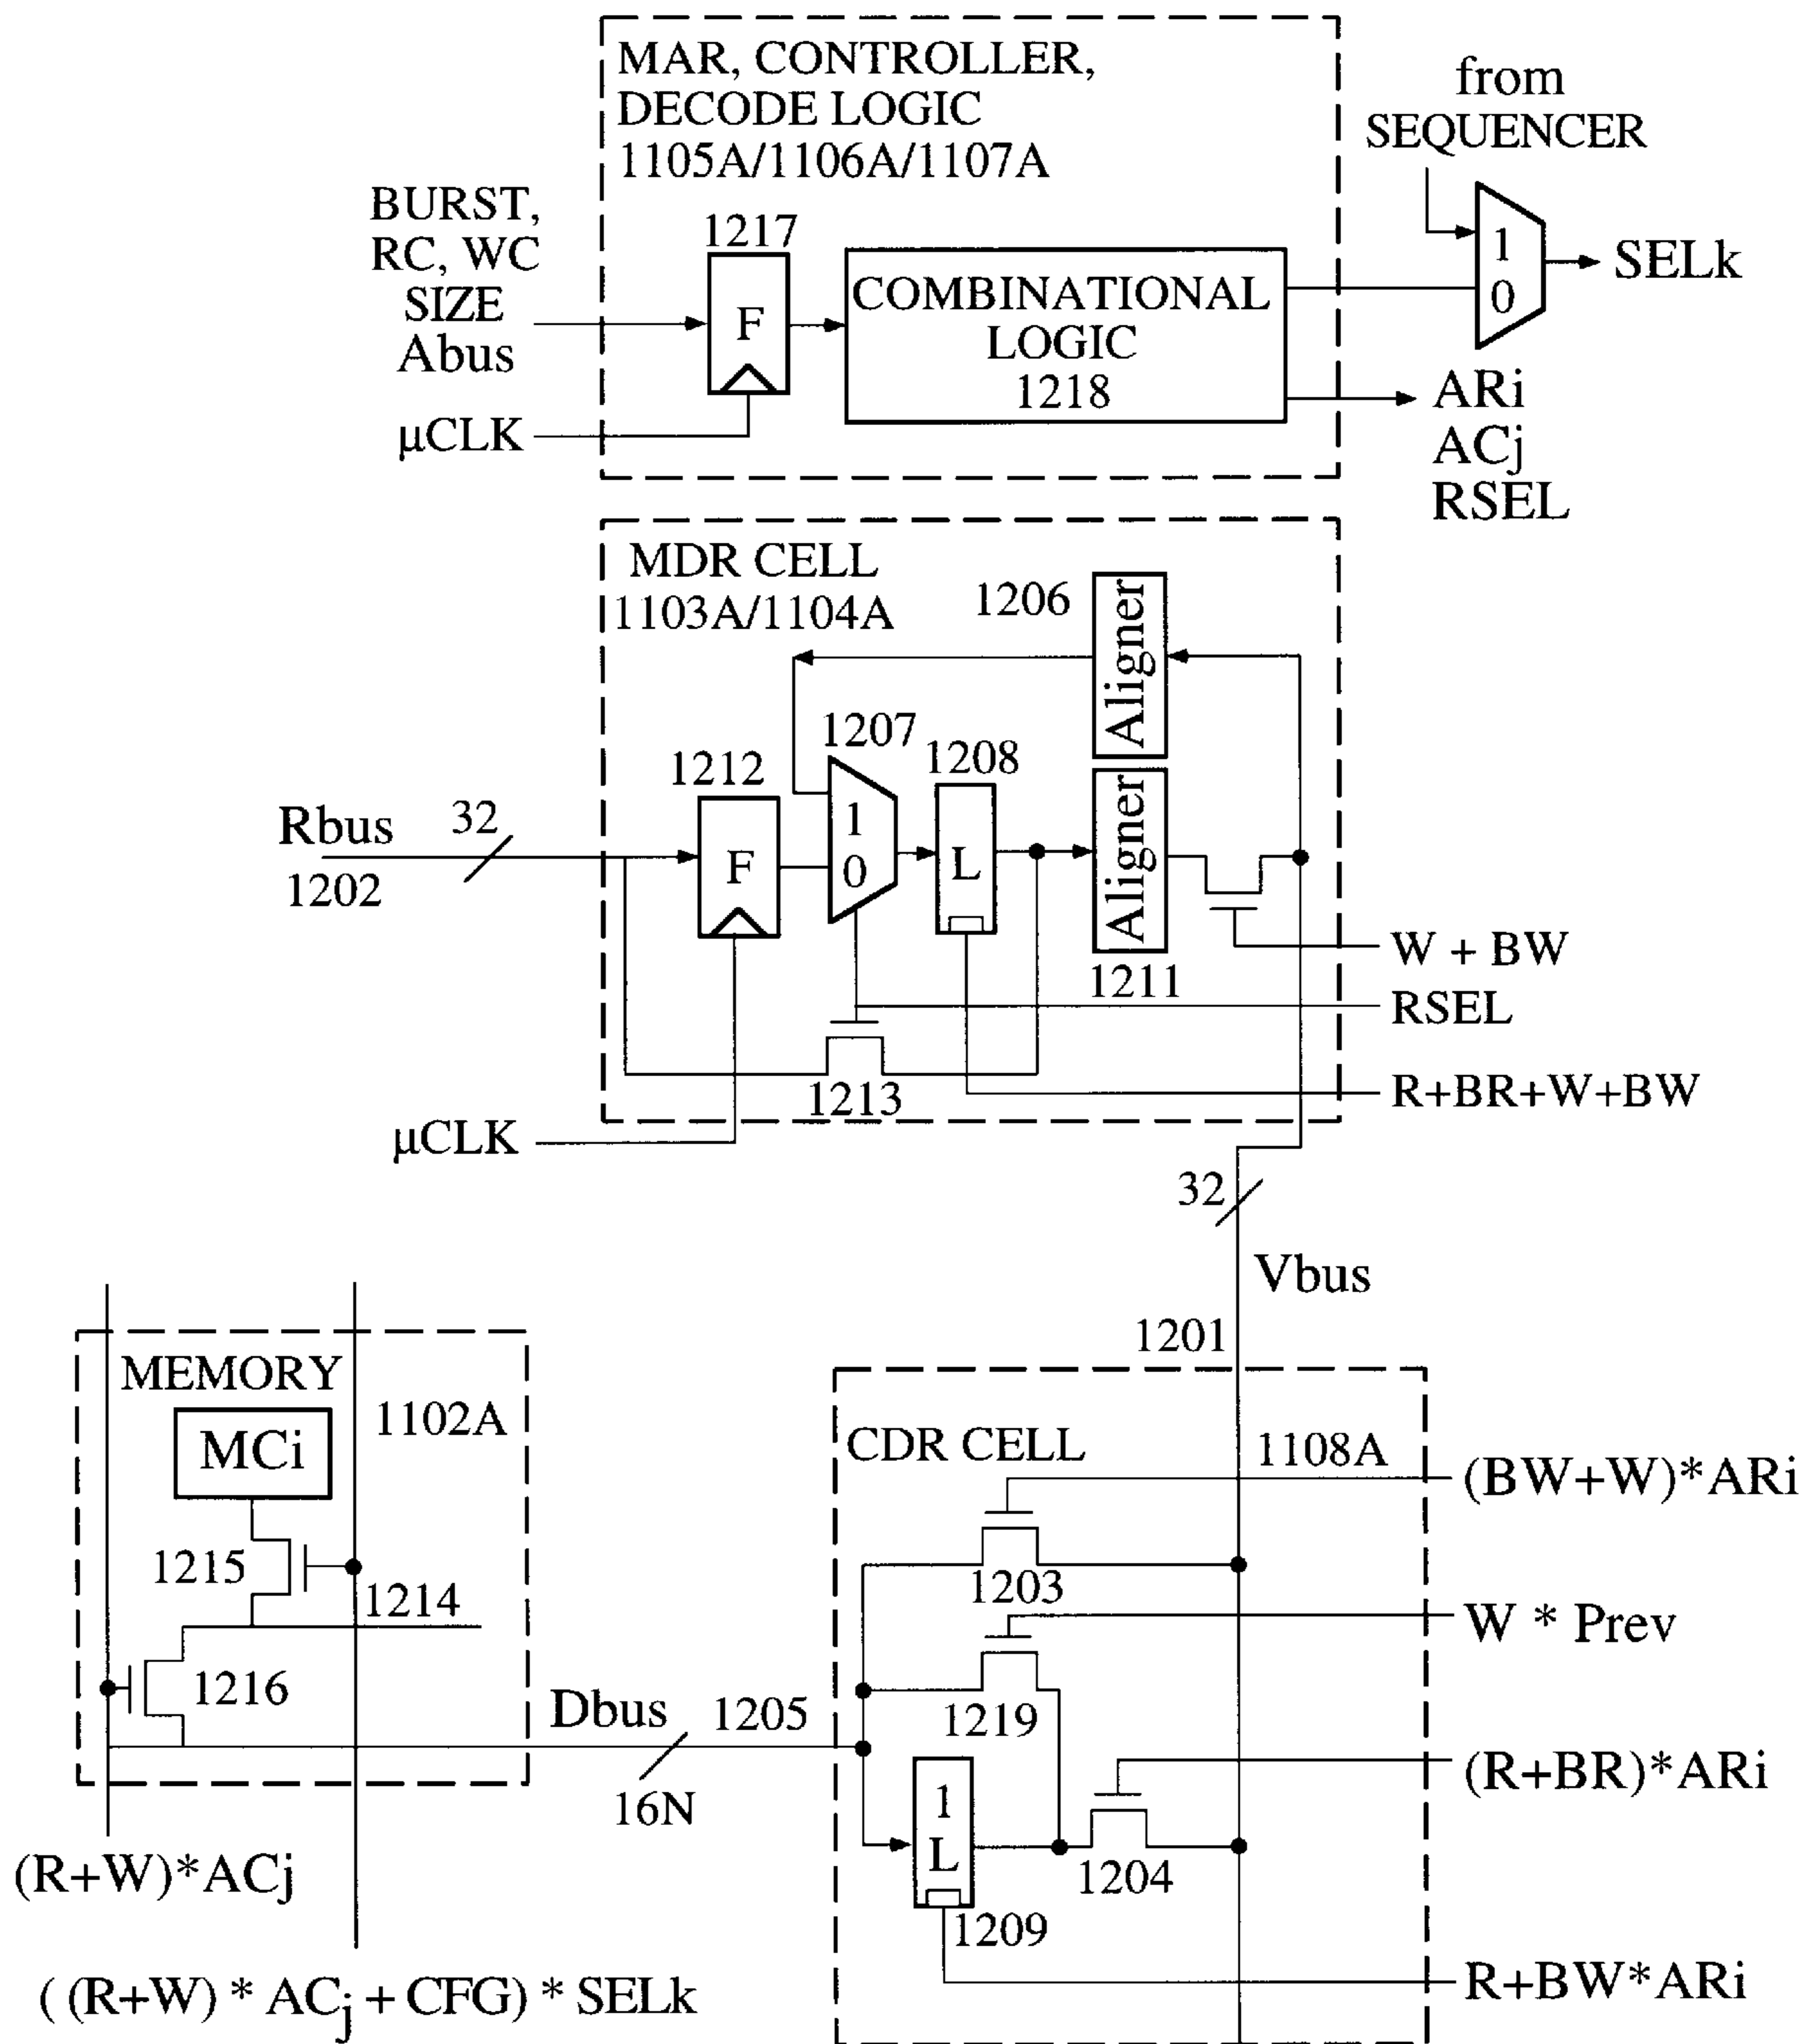 MAR, CONTROLLER,
DECODE LOGIC
1105A/1106A/1107A
from
SEQUENCER
BURST,
RC, WC
SIZE
Abus
1217
F
COMBINATIONAL
LOGIC
1218
1
0
SELk
μCLK
ARi
ACj
RSEL
MDR CELL
1103A/1104A
1206
Aligner
1207
1208
1212
Rbus
32
1202
F
1
0
L
Aligner
1211
W + BW
RSEL
1213
R+BR+W+BW
μCLK
32
Vbus
1201
MEMORY
1102A
MCi
CDR CELL
1108A
(BW+W)*ARi
1215
1214
1203
W * Prev
1216
Dbus
1205
1219
16N
(R+BR)*ARi
1
L
1204
(R+W)*ACj
1209
R+BW*ARi
( (R+W) * ACj + CFG) * SELk